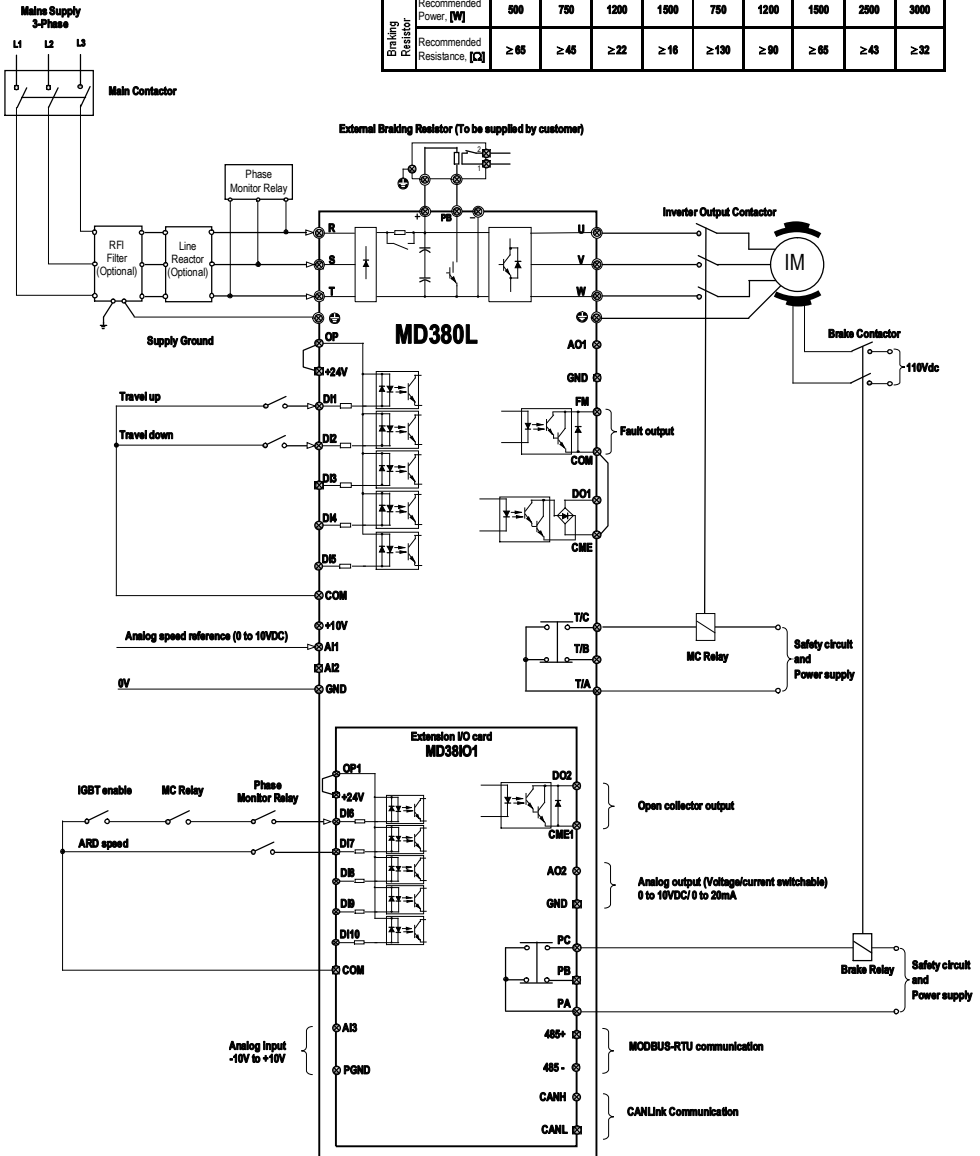 Mains Supply
3-Phase
L1 L2 L3
Main Contactor
Braking
Resistor
Recommended
Power, [W]
500 750 1200 1500 750 1200 1500 2500 3000
Recommended
Resistance, [Ω]
≥ 65 ≥ 45 ≥ 22 ≥ 16 ≥ 130 ≥ 90 ≥ 65 ≥ 43 ≥ 32
External Braking Resistor (To be supplied by customer)
2
1
Phase
Monitor Relay
+ PB −
Inverter Output Contactor
RFI
Filter
(Optional)
Line
Reactor
(Optional)
R
S
T
U
V
W
IM
Supply Ground
MD380L
Brake Contactor
110Vdc
OP
+24V
AO1
GND
Travel up
DI1
FM
Fault output
COM
Travel down
DI2
DI3
DO1
DI4
CME
DI5
COM
+10V
T/C
Analog speed reference (0 to 10VDC)
AI1
T/B
MC Relay
Safety circuit
and
Power supply
AI2
0V
GND
T/A
Extension I/O card
MD38IO1
OP1
+24V
DO2
IGBT enable
MC Relay
Phase
Monitor Relay
DI6
Open collector output
CME1
ARD speed
DI7
DI8
AO2
Analog output (Voltage/current switchable)
0 to 10VDC/ 0 to 20mA
DI9
GND
DI10
PC
COM
PB
Brake Relay
Safety circuit
and
Power supply
PA
AI3
Analog input
-10V to +10V
485+
MODBUS-RTU communication
PGND
485 -
CANH
CANLink Communication
CANL